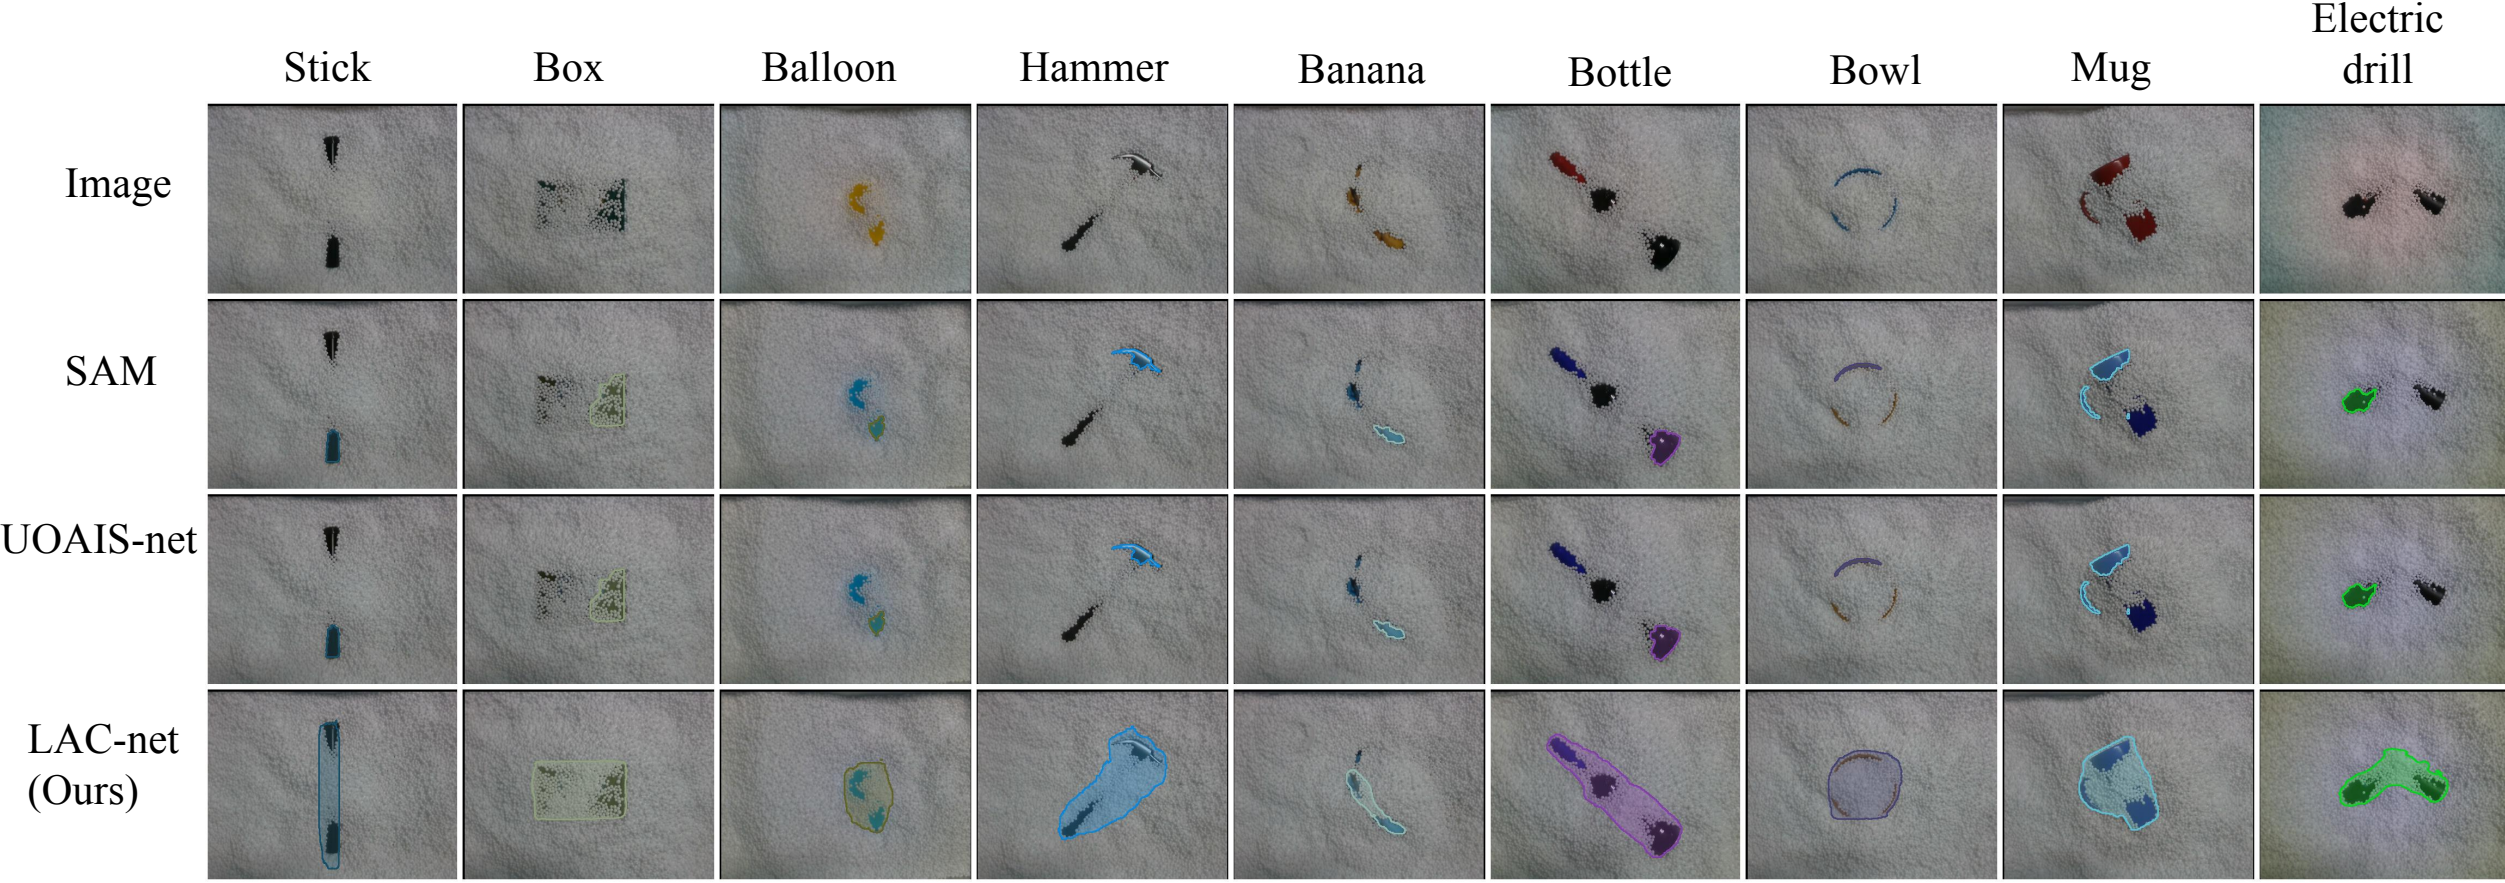 Electric
drill
Stick
Box
Balloon
Hammer
Banana
Bottle
Bowl
Mug
Image
SAM
UOAIS-net
LAC-net
(Ours)